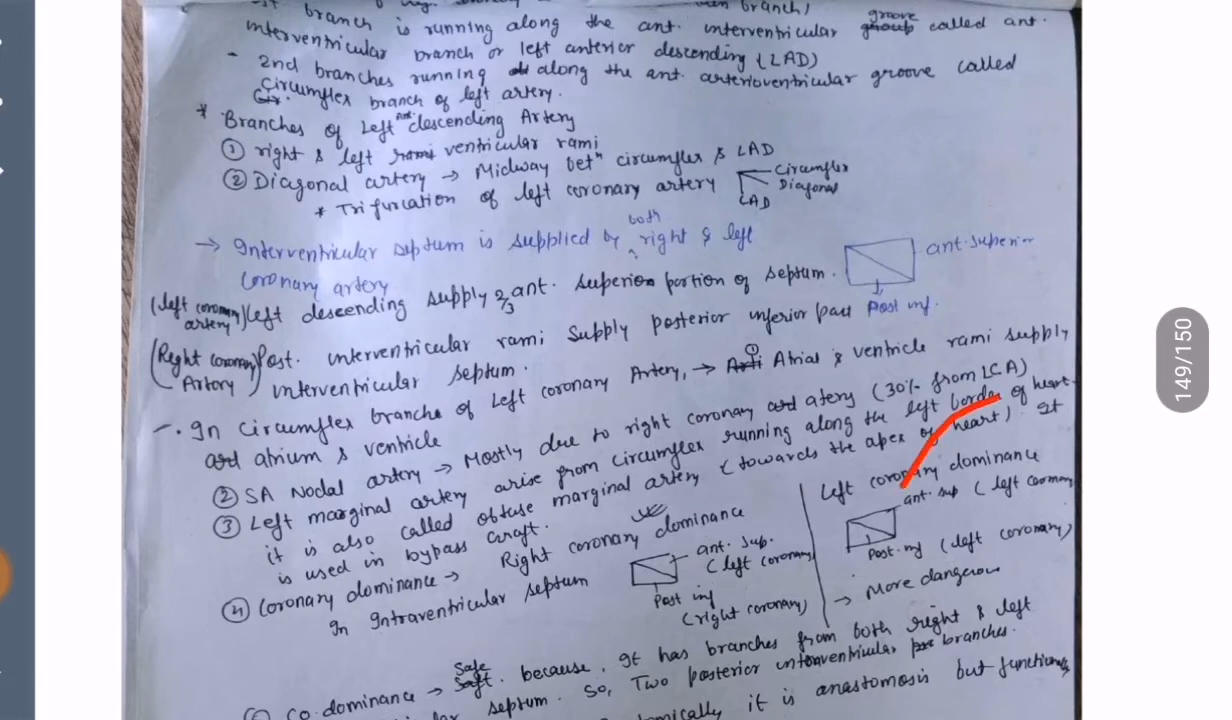 branch is running along the ant. interventricular groove called ant.
interventricular branch or left anterior descending (LAD)
- 2nd branches running along the ant. arterioventricular groove called
Circumflex branch of left artery.
* Branches of Left Ant. descending Artery
① right & left ventricular rami
② Diagonal artery → Midway betn circumflex & LAD
* Trifurcation of left coronary artery
Circumflex
Diagonal
LAD
→ Interventricular septum is supplied by both right & left
coronary artery
ant. superior
Post inf.
(left coronary artery) left descending supply 2/3 ant. superior portion of septum.
(Right coronary Artery) Post. interventricular rami supply posterior inferior part
interventricular septum.
-. In circumflex branche of Left coronary Artery, → ① Atrial & ventricle rami supply
atrium & ventricle
② SA Nodal artery → Mostly due to right coronary atery (30% from LCA)
③ Left marginal artery arise from circumflex running along the left border of heart.
it is also called obtuse marginal artery (towards the apex of heart). It
is used in bypass graft.
④ Coronary dominance → Right coronary dominance
In Intraventricular septum
ant. sup.
(left coronary)
Post inf
(right coronary)
Left coronary dominance
ant. sup (left coronary
Post. inf (left coronary)
→ More dangerous
Co dominance → Safe because. It has branches from both right & left
septum. So, Two posterior interventricular branches.
it is anastomosis but functions
149/150